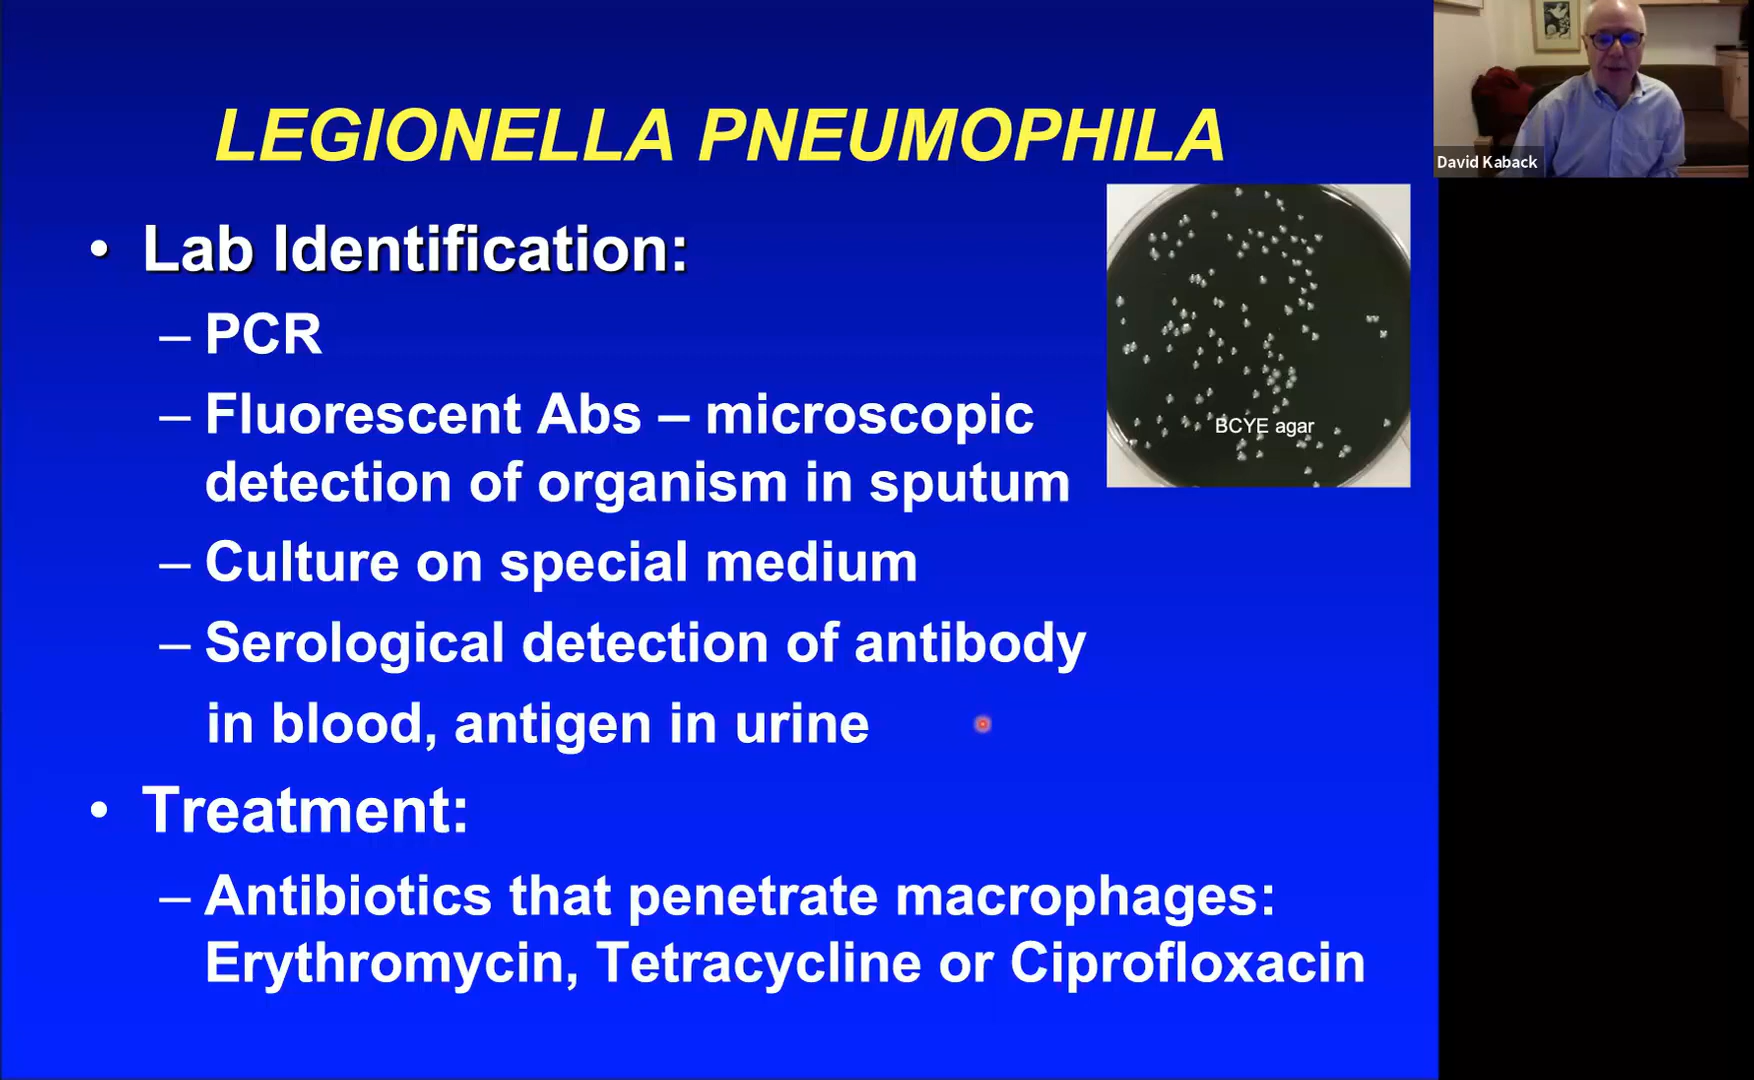 LEGIONELLA PNEUMOPHILA
• Lab Identification:
– PCR
– Fluorescent Abs – microscopic
detection of organism in sputum
– Culture on special medium
– Serological detection of antibody
in blood, antigen in urine
• Treatment:
– Antibiotics that penetrate macrophages:
Erythromycin, Tetracycline or Ciprofloxacin
BCYE agar
David Kaback